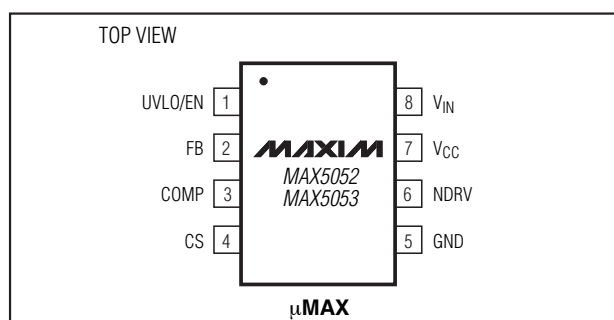 TOP VIEW
UVLO/EN 1
FB 2
COMP 3
CS 4
MAXIM
MAX5052
MAX5053
8 VIN
7 VCC
6 NDRV
5 GND
µMAX